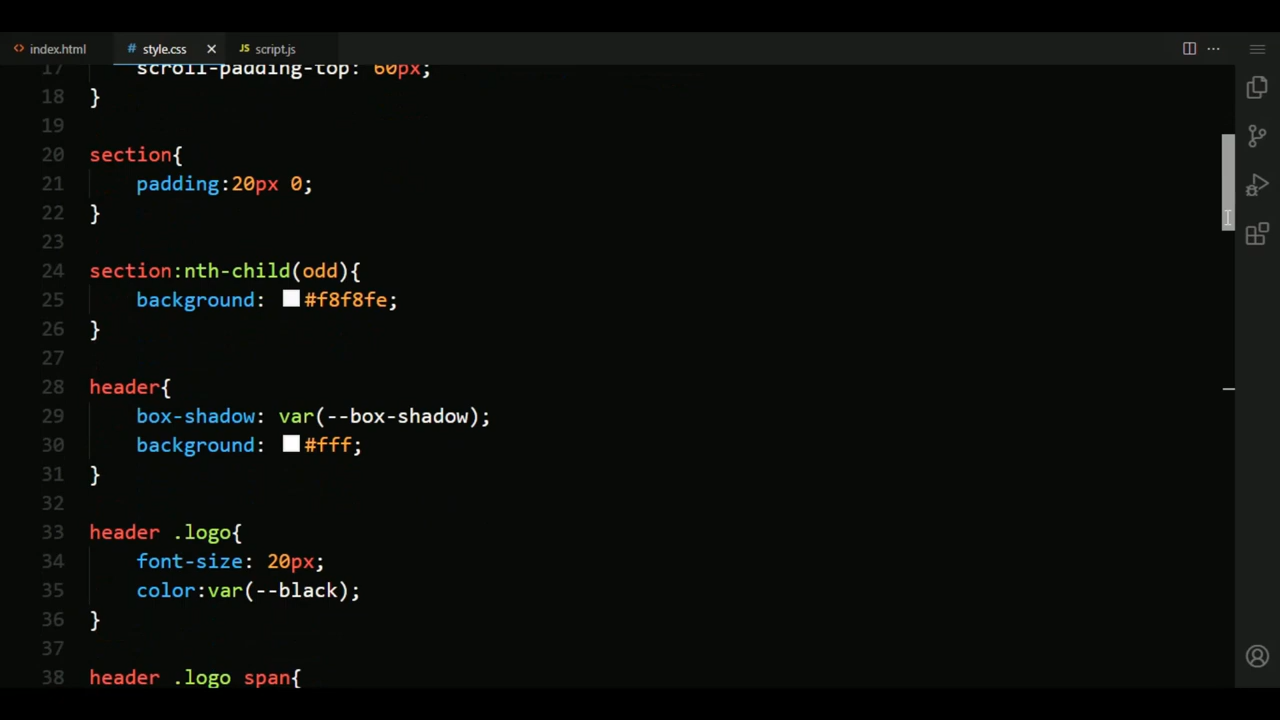 index.html
# style.css
JS script.js
17 scroll-padding-top: 60px;
18 }
19
20 section{
21 padding:20px 0;
22 }
23
24 section:nth-child(odd){
25 background: #f8f8fe;
26 }
27
28 header{
29 box-shadow: var(--box-shadow);
30 background: #fff;
31 }
32
33 header .logo{
34 font-size: 20px;
35 color:var(--black);
36 }
37
38 header .logo span{